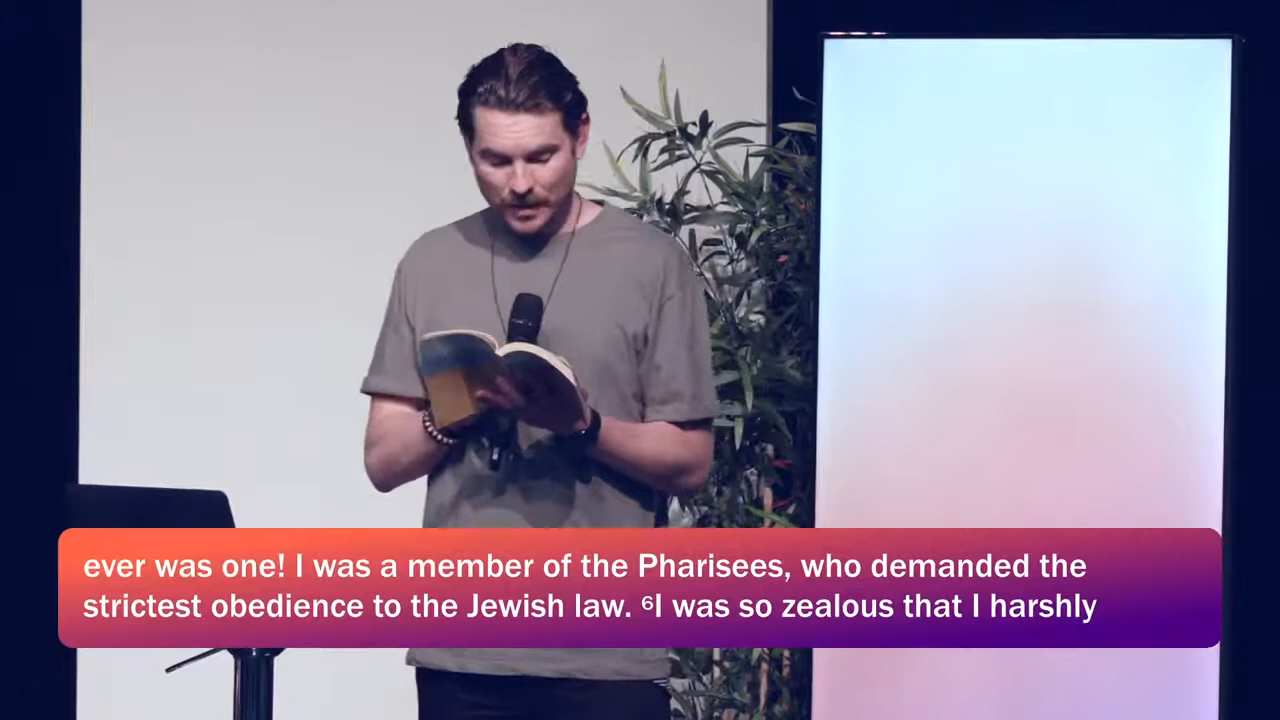 ever was one! I was a member of the Pharisees, who demanded the
strictest obedience to the Jewish law. ⁶I was so zealous that I harshly